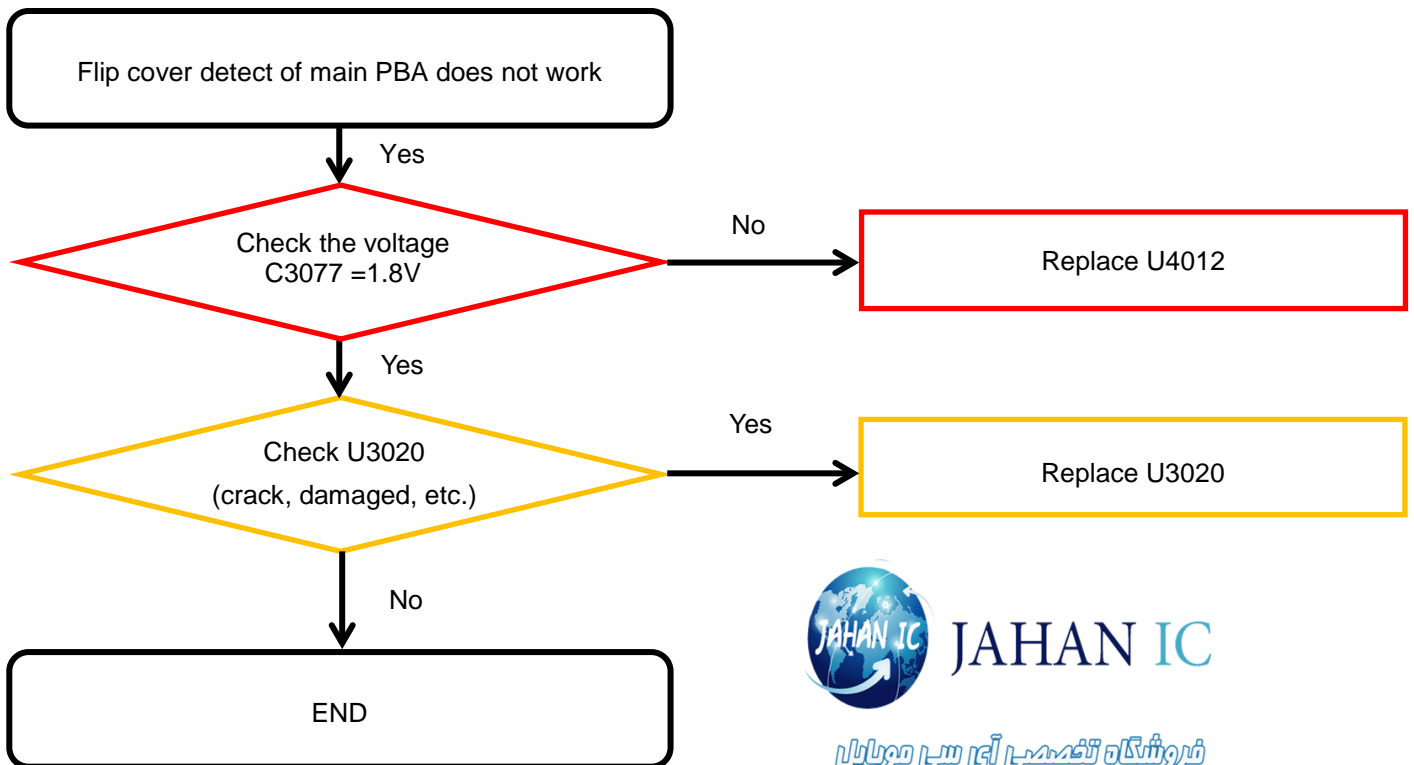 Flip cover detect of main PBA does not work
Yes
Check the voltage
C3077 =1.8V
No
Replace U4012
Yes
Check U3020
(crack, damaged, etc.)
Yes
Replace U3020
No
END
JAHAN IC
JAHAN IC
فروشگاه تخصصی آی سی موبایل